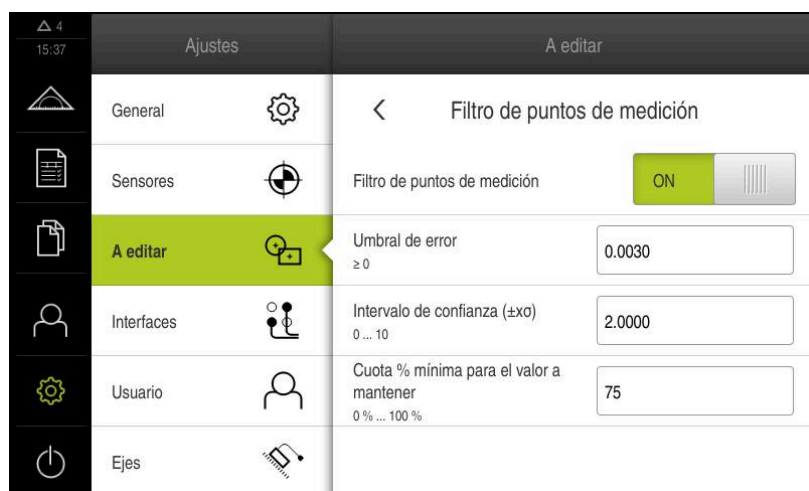 4
15:37
Ajustes
A editar
General
Sensores
A editar
Interfaces
Usuario
Ejes
Filtro de puntos de medición
Filtro de puntos de medición
ON
Umbral de error
≥ 0
0.0030
Intervalo de confianza (±xσ)
0 ... 10
2.0000
Cuota % mínima para el valor a
mantener
0 % ... 100 %
75